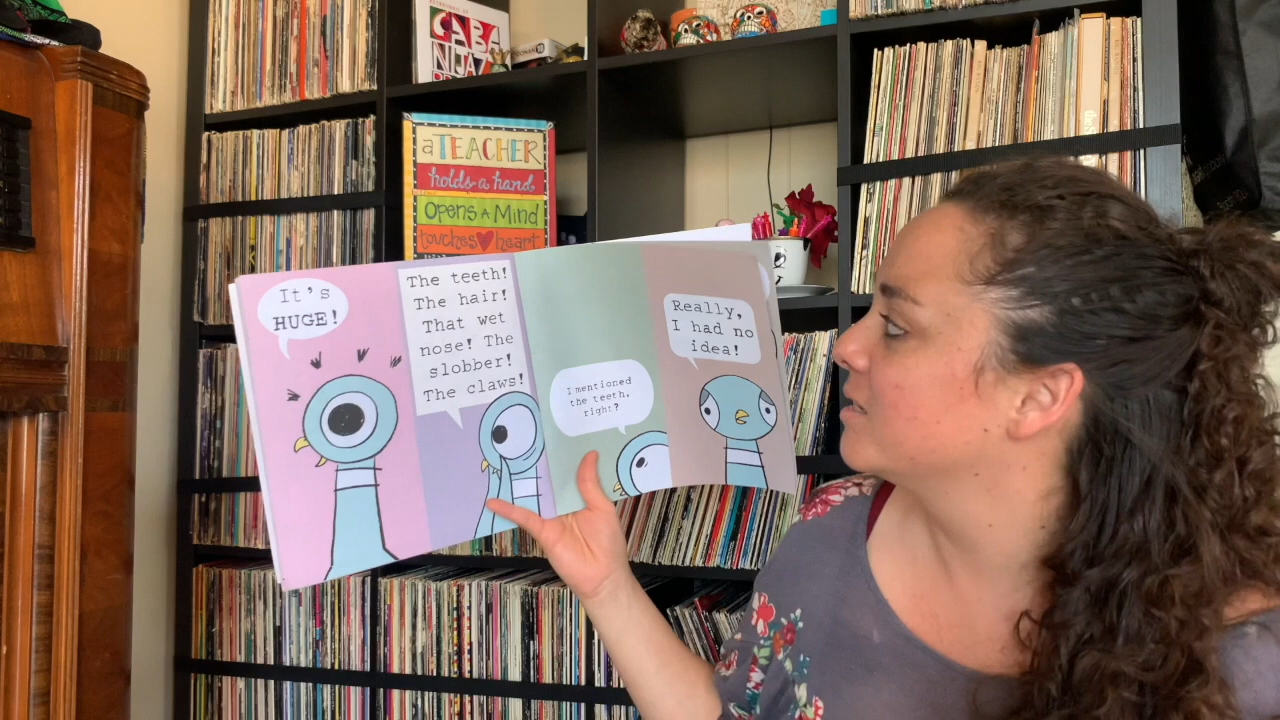 a TEACHER
holds a hand
OPENS A MIND
touches heart
It's
HUGE!
The teeth!
The hair!
That wet
nose! The
slobber!
The claws!
I mentioned
the teeth,
right?
Really,
I had no
idea!